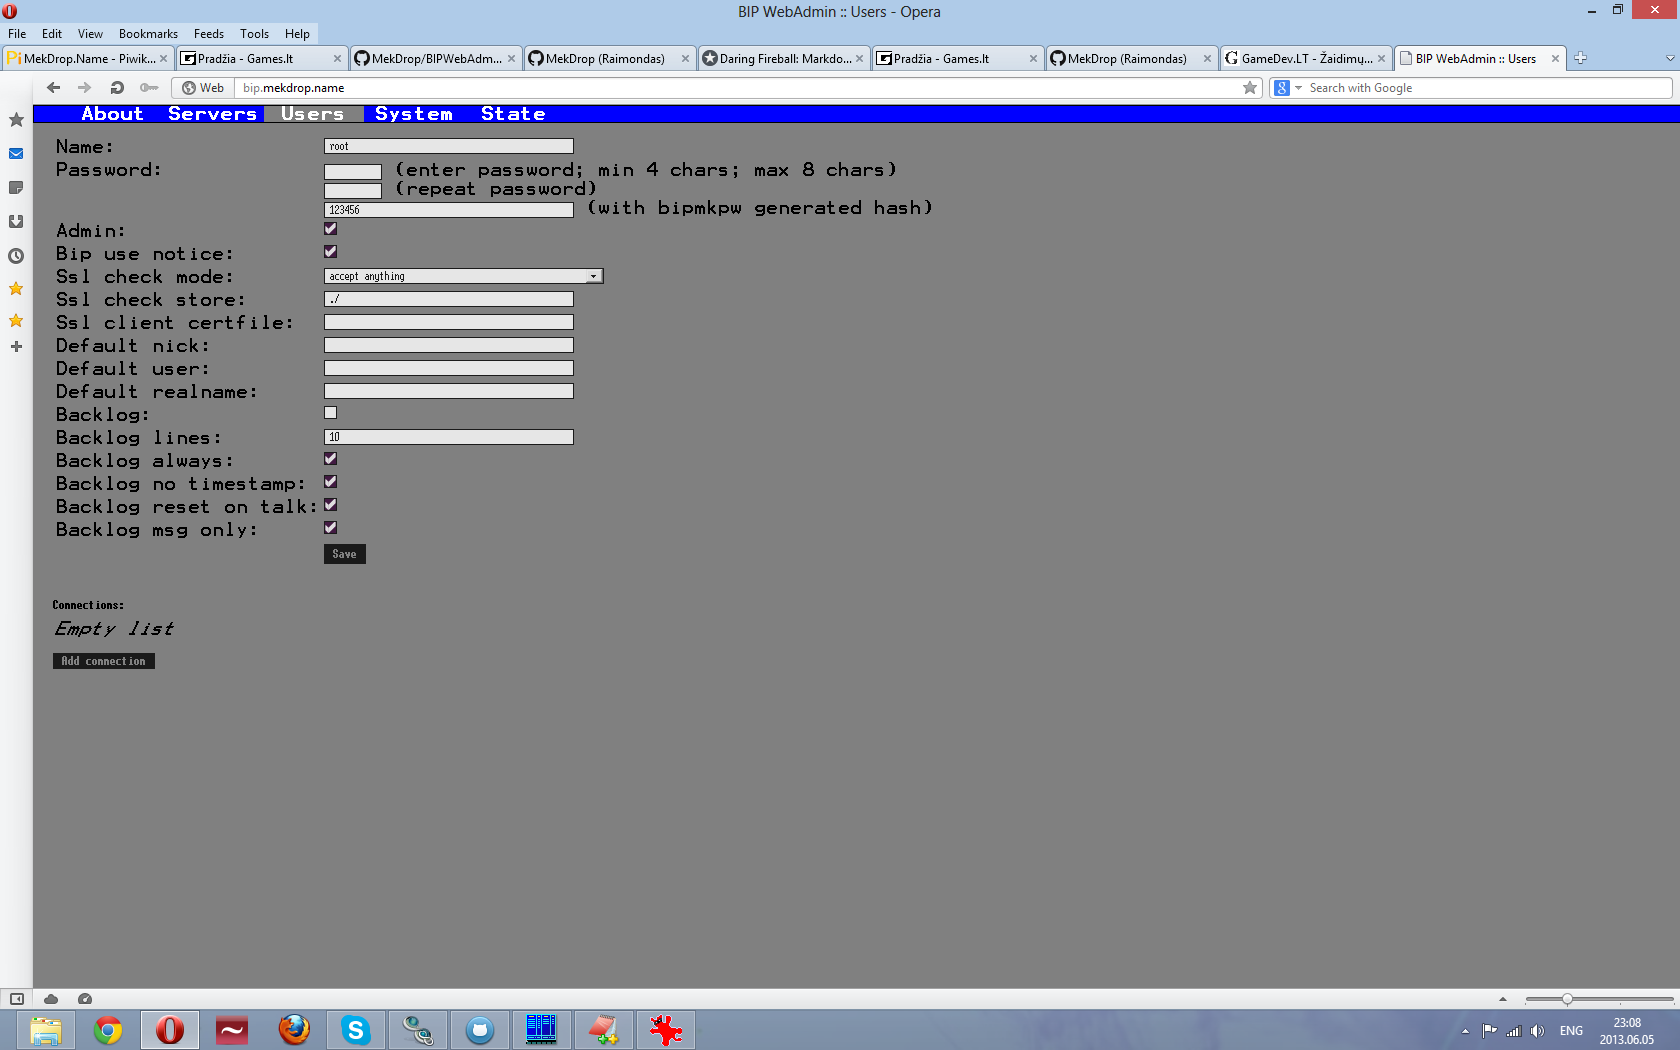 BIP WebAdmin :: Users - Opera
File Edit View Bookmarks Feeds Tools Help
MekDrop.Name - Piwik... Pradžia - Games.lt MekDrop/BIPWebAdm... MekDrop (Raimondas) Daring Fireball: Markdo... Pradžia - Games.lt MekDrop (Raimondas) GameDev.LT - Žaidimų... BIP WebAdmin :: Users
Web bip.mekdrop.name Search with Google
About Servers Users System State
Name: root
Password: (enter password; min 4 chars; max 8 chars)
(repeat password)
123456 (with bipmkpw generated hash)
Admin:
Bip use notice:
Ssl check mode: accept anything
Ssl check store: ./
Ssl client certfile:
Default nick:
Default user:
Default realname:
Backlog:
Backlog lines: 10
Backlog always:
Backlog no timestamp:
Backlog reset on talk:
Backlog msg only:
Save
Connections:
Empty list
Add connection
ENG 23:08
2013.06.05